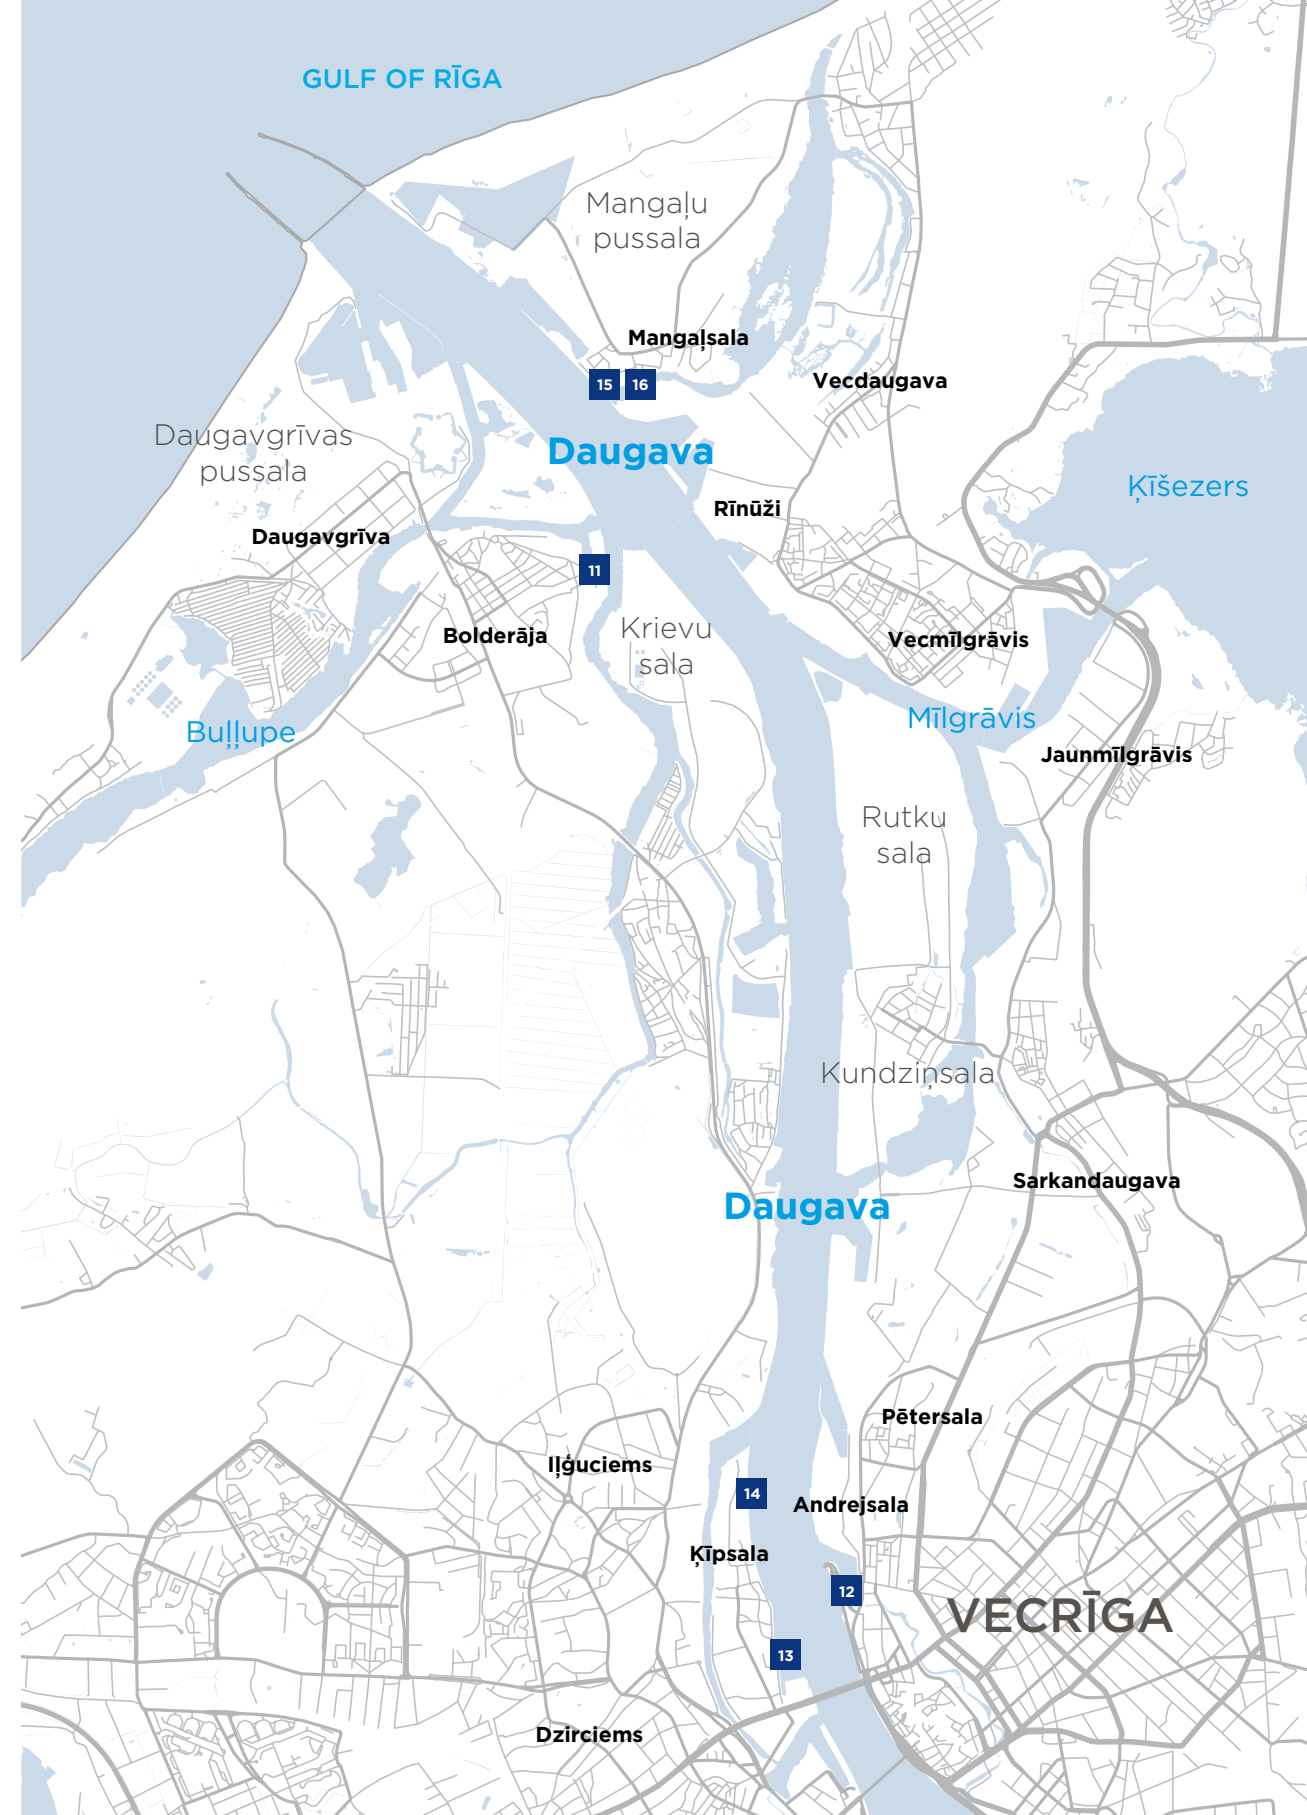 GULF OF RĪGA
Mangaļu
pussala
Mangaļsala
15
16
Vecdaugava
Daugavgrīvas
pussala
Daugava
Ķīšezers
Rīnūži
Daugavgrīva
11
Bolderāja
Krievu
sala
Vecmīlgrāvis
Buļļupe
Mīlgrāvis
Jaunmīlgrāvis
Rutku
sala
Kundziņsala
Sarkandaugava
Daugava
Pētersala
Iļģuciems
14
Andrejsala
Ķīpsala
12
VECRĪGA
13
Dzirciems